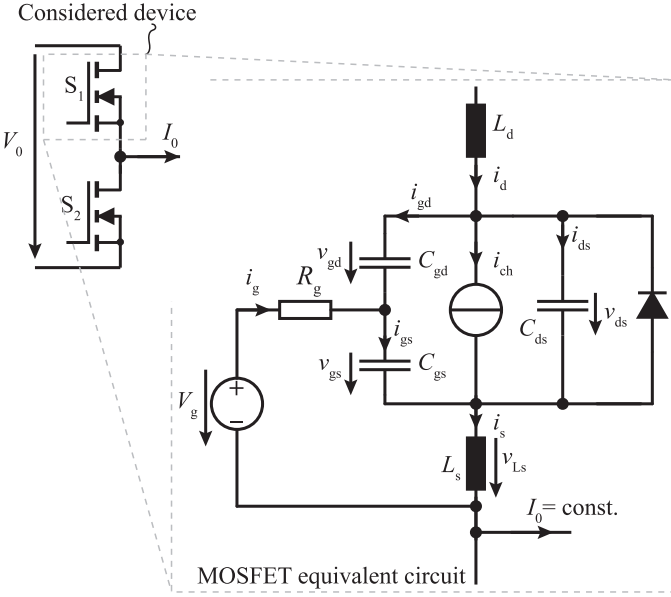 Considered device
S1
V0
I0
S2
Ld
id
igd
vgd
Cgd
ich
ids
ig
Rg
igs
Cds
vds
vgs
Cgs
Vg
+
−
is
Ls
vLs
I0= const.
MOSFET equivalent circuit